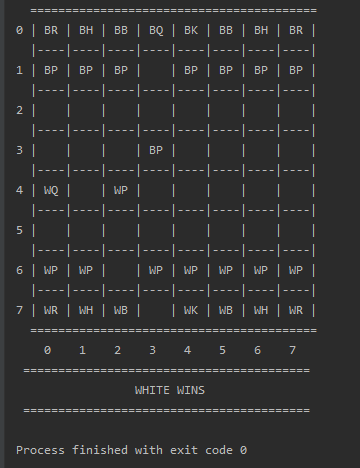 ========================================
0 | BR | BH | BB | BQ | BK | BB | BH | BR |
|----|----|----|----|----|----|----|----|
1 | BP | BP | BP |    | BP | BP | BP | BP |
|----|----|----|----|----|----|----|----|
2 |    |    |    |    |    |    |    |    |
|----|----|----|----|----|----|----|----|
3 |    |    |    | BP |    |    |    |    |
|----|----|----|----|----|----|----|----|
4 | WQ |    | WP |    |    |    |    |    |
|----|----|----|----|----|----|----|----|
5 |    |    |    |    |    |    |    |    |
|----|----|----|----|----|----|----|----|
6 | WP | WP |    | WP | WP | WP | WP | WP |
|----|----|----|----|----|----|----|----|
7 | WR | WH | WB |    | WK | WB | WH | WR |
========================================
0 1 2 3 4 5 6 7
========================================
WHITE WINS
========================================
Process finished with exit code 0